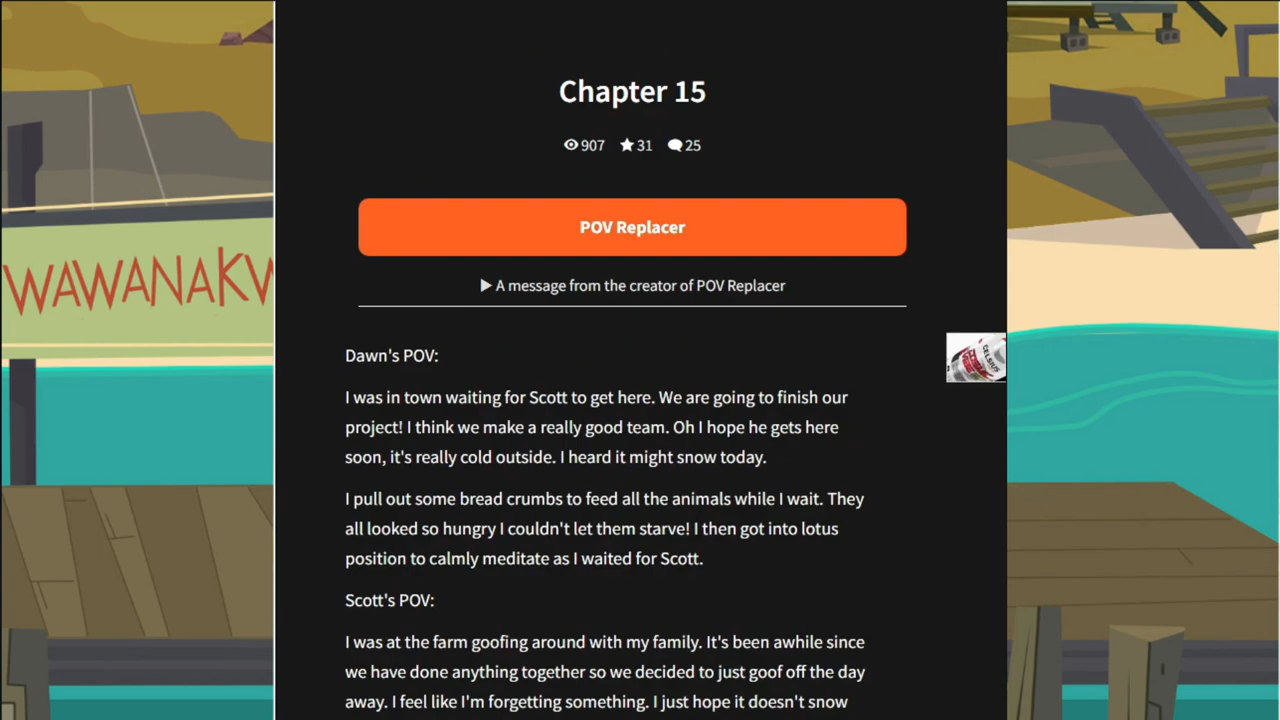 Chapter 15
907 31 25
POV Replacer
A message from the creator of POV Replacer
WAWANAKW
CELSIUS
Dawn's POV:
I was in town waiting for Scott to get here. We are going to finish our
project! I think we make a really good team. Oh I hope he gets here
soon, it's really cold outside. I heard it might snow today.
I pull out some bread crumbs to feed all the animals while I wait. They
all looked so hungry I couldn't let them starve! I then got into lotus
position to calmly meditate as I waited for Scott.
Scott's POV:
I was at the farm goofing around with my family. It's been awhile since
we have done anything together so we decided to just goof off the day
away. I feel like I'm forgetting something. I just hope it doesn't snow